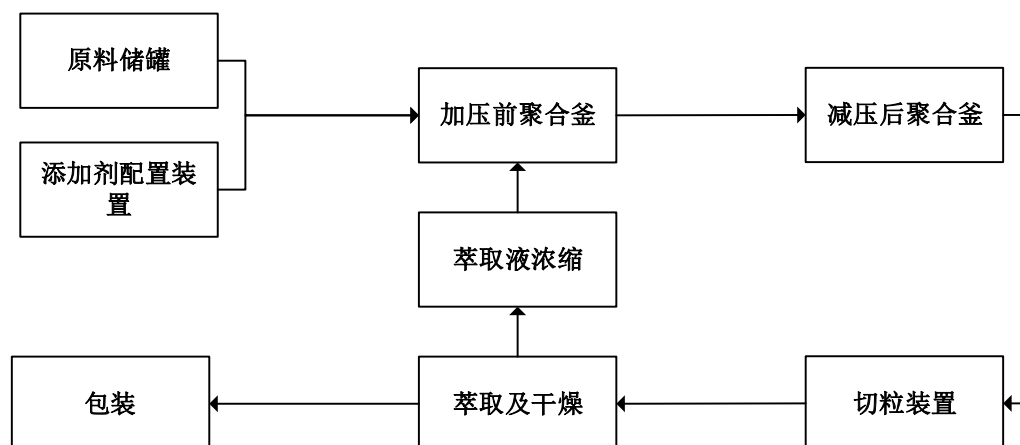 原料储罐
加压前聚合釜
减压后聚合釜
添加剂配置装
置
萃取液浓缩
包装
萃取及干燥
切粒装置